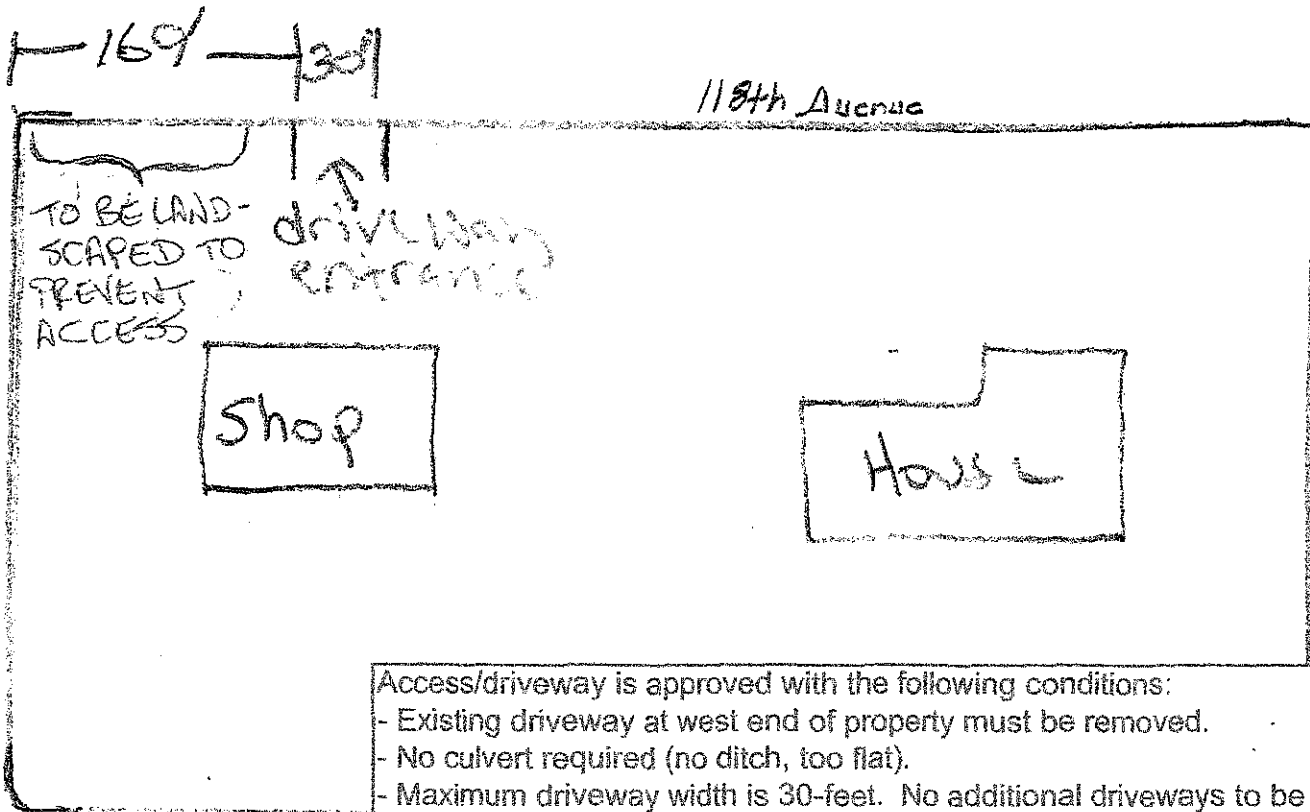 160' 30'
118th Avenue
TO BE LAND-
SCAPED TO
PREVENT
ACCESS
driveway
entrance
Shop
House
Access/driveway is approved with the following conditions:
- Existing driveway at west end of property must be removed.
- No culvert required (no ditch, too flat).
- Maximum driveway width is 30-feet. No additional driveways to be